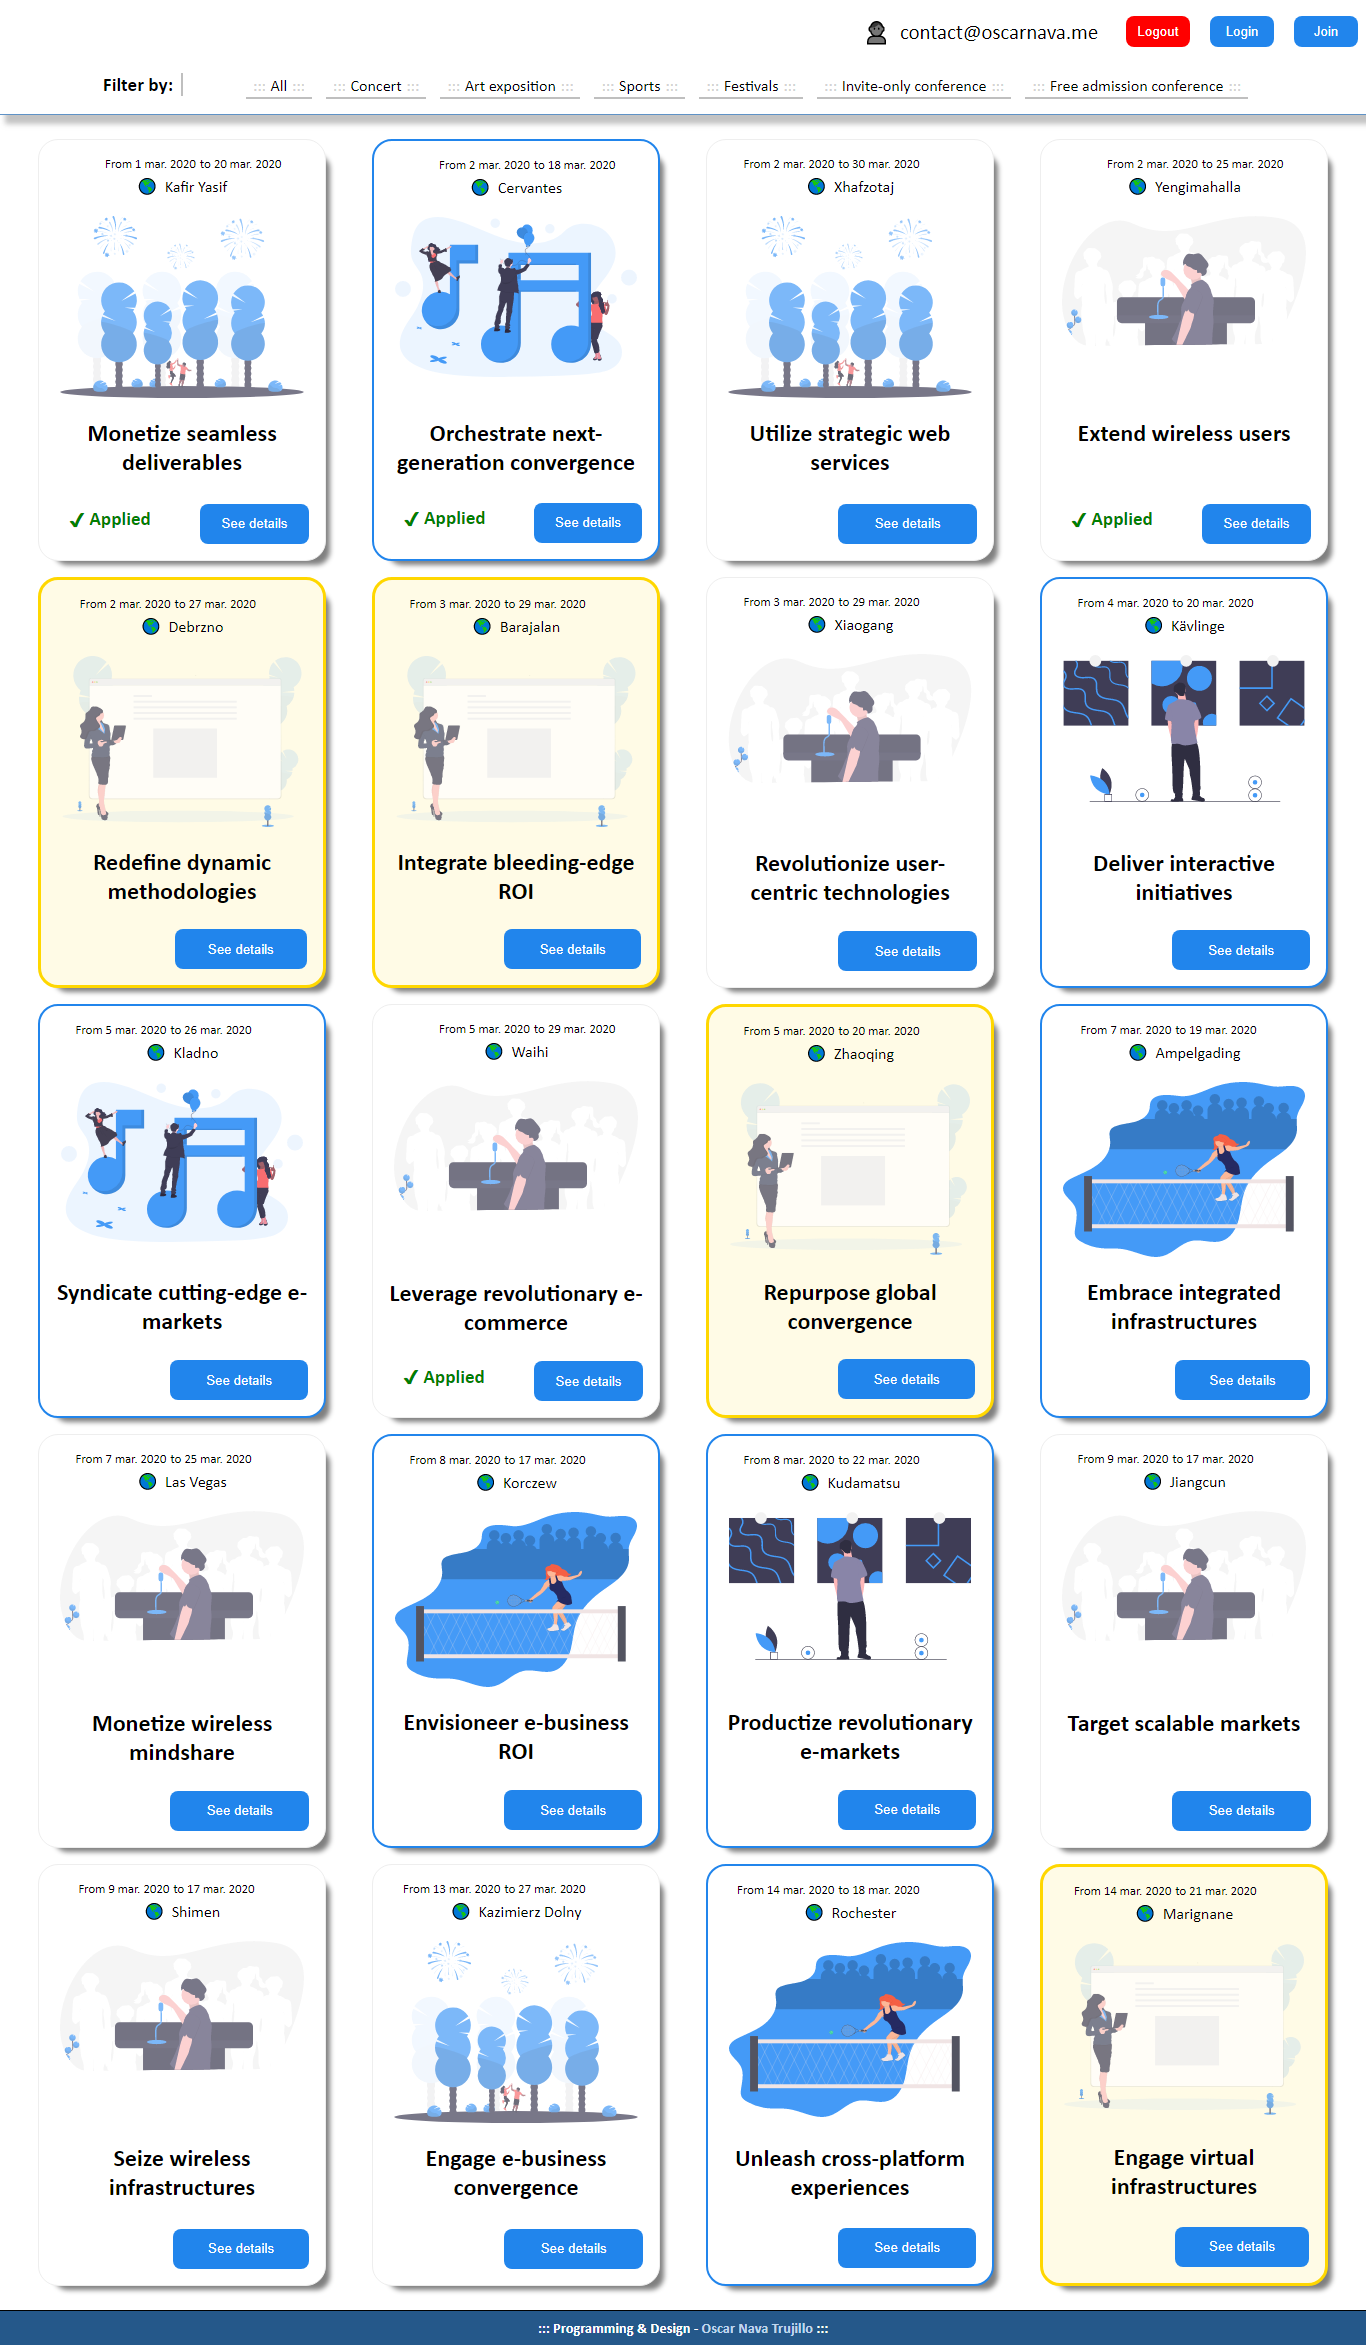 contact@oscarnava.me Logout Login Join
Filter by: ::: All ::: ::: Concert ::: ::: Art exposition ::: ::: Sports ::: ::: Festivals ::: ::: Invite-only conference ::: ::: Free admission conference :::
From 1 mar. 2020 to 20 mar. 2020
Kafir Yasif
Monetize seamless
deliverables
✓ Applied See details
From 2 mar. 2020 to 18 mar. 2020
Cervantes
Orchestrate next-
generation convergence
✓ Applied See details
From 2 mar. 2020 to 30 mar. 2020
Xhafzotaj
Utilize strategic web
services
See details
From 2 mar. 2020 to 25 mar. 2020
Yengimahalla
Extend wireless users
✓ Applied See details
From 2 mar. 2020 to 27 mar. 2020
Debrzno
Redefine dynamic
methodologies
See details
From 3 mar. 2020 to 29 mar. 2020
Barajalan
Integrate bleeding-edge
ROI
See details
From 3 mar. 2020 to 29 mar. 2020
Xiaogang
Revolutionize user-
centric technologies
See details
From 4 mar. 2020 to 20 mar. 2020
Kävlinge
Deliver interactive
initiatives
See details
From 5 mar. 2020 to 26 mar. 2020
Kladno
Syndicate cutting-edge e-
markets
See details
From 5 mar. 2020 to 29 mar. 2020
Waihi
Leverage revolutionary e-
commerce
✓ Applied See details
From 5 mar. 2020 to 20 mar. 2020
Zhaoqing
Repurpose global
convergence
See details
From 7 mar. 2020 to 19 mar. 2020
Ampelgading
Embrace integrated
infrastructures
See details
From 7 mar. 2020 to 25 mar. 2020
Las Vegas
Monetize wireless
mindshare
See details
From 8 mar. 2020 to 17 mar. 2020
Korczew
Envisioneer e-business
ROI
See details
From 8 mar. 2020 to 22 mar. 2020
Kudamatsu
Productize revolutionary
e-markets
See details
From 9 mar. 2020 to 17 mar. 2020
Jiangcun
Target scalable markets
See details
From 9 mar. 2020 to 17 mar. 2020
Shimen
Seize wireless
infrastructures
See details
From 13 mar. 2020 to 27 mar. 2020
Kazimierz Dolny
Engage e-business
convergence
See details
From 14 mar. 2020 to 18 mar. 2020
Rochester
Unleash cross-platform
experiences
See details
From 14 mar. 2020 to 21 mar. 2020
Marignane
Engage virtual
infrastructures
See details
::: Programming & Design - Oscar Nava Trujillo :::